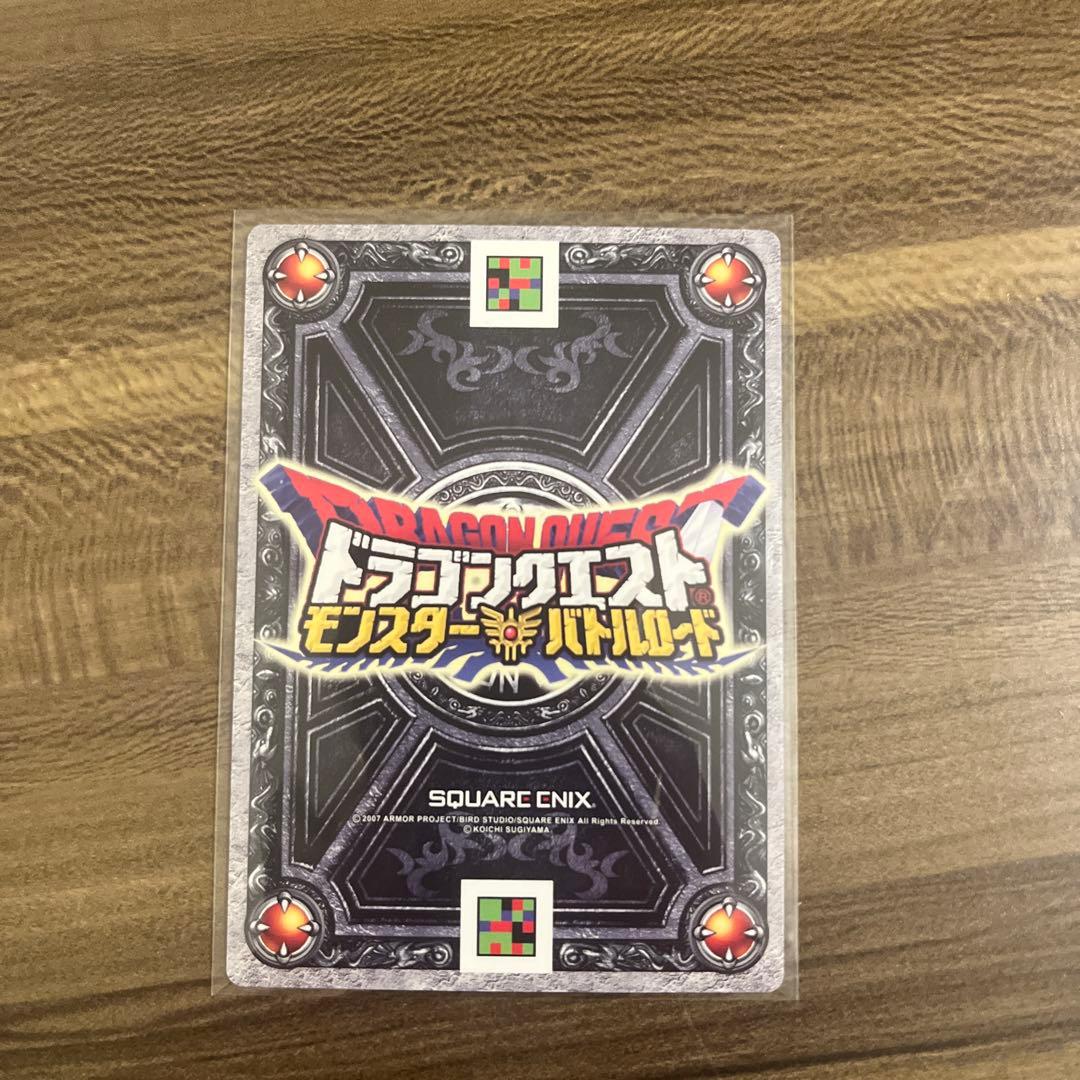 DRAGON QUEST
ドラゴンクエスト®
モンスターバトルロード
SQUARE ENIX®
©2007 ARMOR PROJECT/BIRD STUDIO/SQUARE ENIX All Rights Reserved.
©KOICHI SUGIYAMA